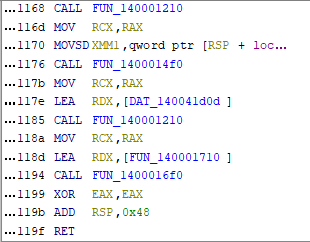 ...1168 CALL FUN_140001210
...116d MOV RCX,RAX
...1170 MOVSD XMM1,qword ptr [RSP + loc...
...1176 CALL FUN_1400014f0
...117b MOV RCX,RAX
...117e LEA RDX,[DAT_140041d0d ]
...1185 CALL FUN_140001210
...118a MOV RCX,RAX
...118d LEA RDX,[FUN_140001710 ]
...1194 CALL FUN_1400016f0
...1199 XOR EAX,EAX
...119b ADD RSP,0x48
...119f RET